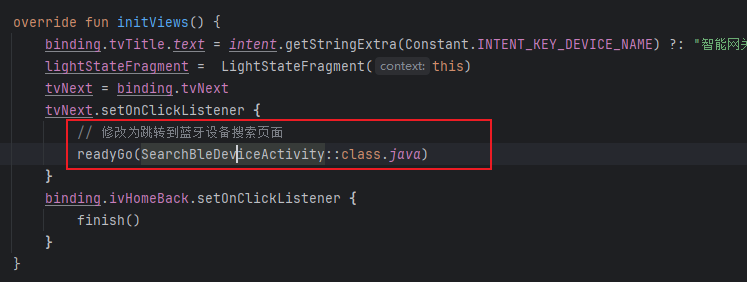 override fun initViews() {
binding.tvTitle.text = intent.getStringExtra(Constant.INTENT_KEY_DEVICE_NAME) ?: "智能网关
lightStateFragment = LightStateFragment( context: this)
tvNext = binding.tvNext
tvNext.setOnClickListener {
// 修改为跳转到蓝牙设备搜索页面
readyGo(SearchBleDeviceActivity::class.java)
}
binding.ivHomeBack.setOnClickListener {
finish()
}
}